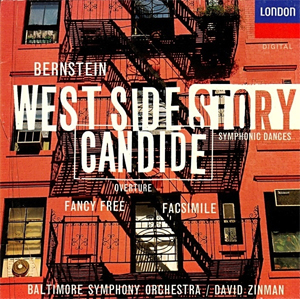 LONDON
DIGITAL
BERNSTEIN
WEST SIDE STORY
SYMPHONIC DANCES
CANDIDE
OVERTURE
FANCY FREE FACSIMILE
BALTIMORE SYMPHONY ORCHESTRA / DAVID ZINMAN